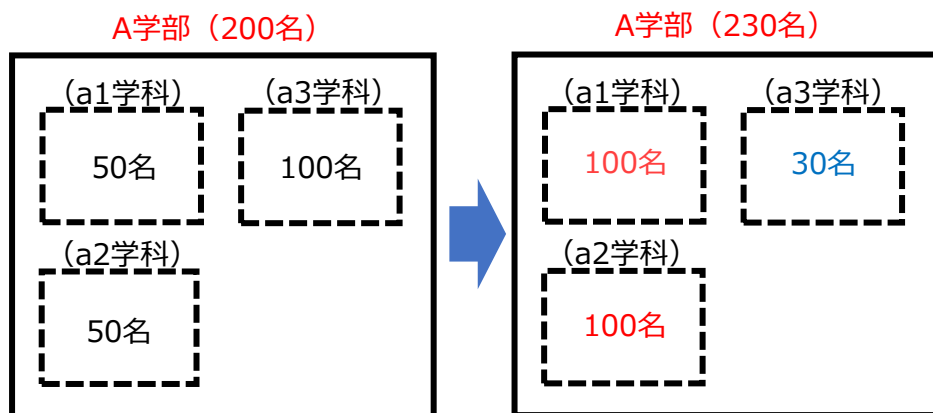 A学部（200名）
（a1学科）
（a3学科）
50名
100名
（a2学科）
50名
A学部（230名）
（a1学科）
（a3学科）
100名
30名
（a2学科）
100名